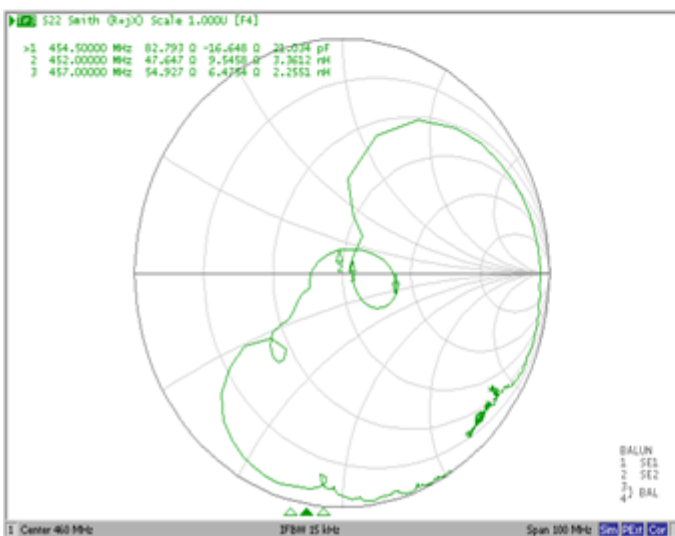 S22 Smith (R+jX) Scale 1.000U [F4]
>1 454.50000 MHz 82.793 Ω -16.648 Ω 21.034 pF
2 452.00000 MHz 47.647 Ω 9.5458 Ω 3.3612 nH
3 457.00000 MHz 54.927 Ω 6.4754 Ω 2.2551 nH
BALUN
1 SE1
2 SE2
3
4 BAL
1 Center 460 MHz IFBW 15 kHz Span 100 MHz Sim PExt Cor